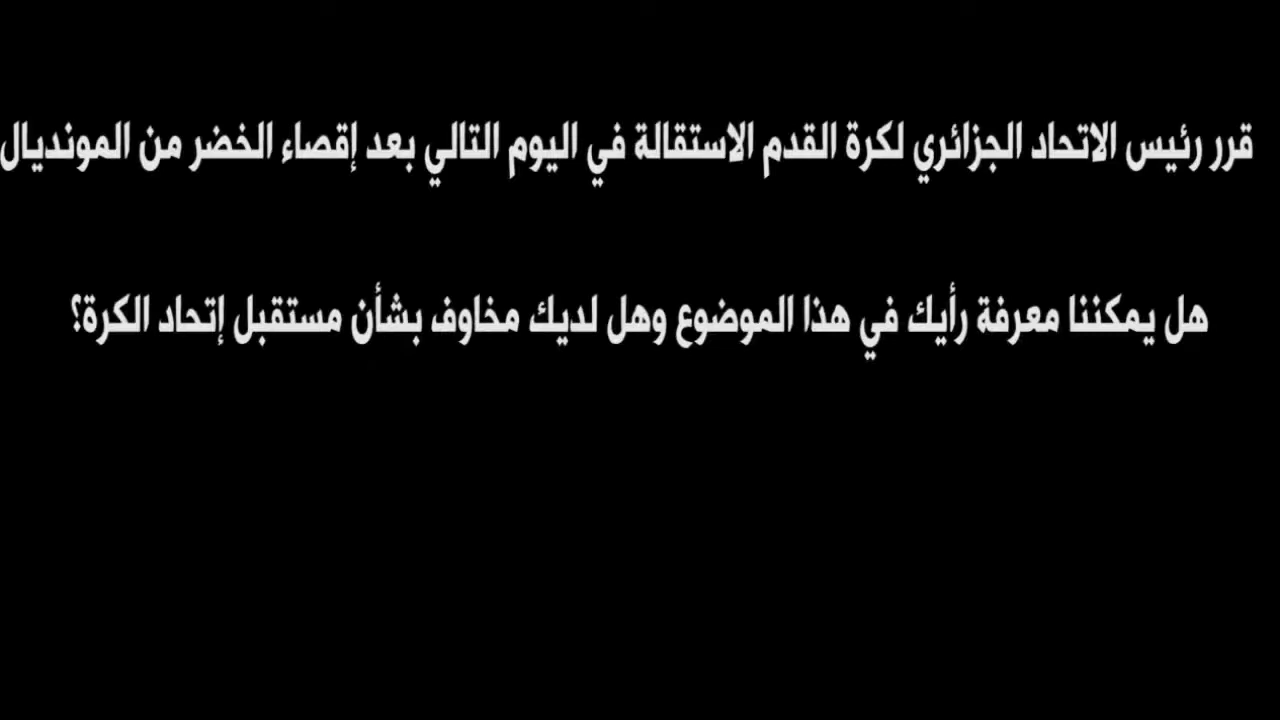 قرر رئيس الاتحاد الجزائري لكرة القدم الاستقالة في اليوم التالي بعد إقصاء الخضر من المونديال
هل يمكننا معرفة رأيك في هذا الموضوع وهل لديك مخاوف بشأن مستقبل إتحاد الكرة؟